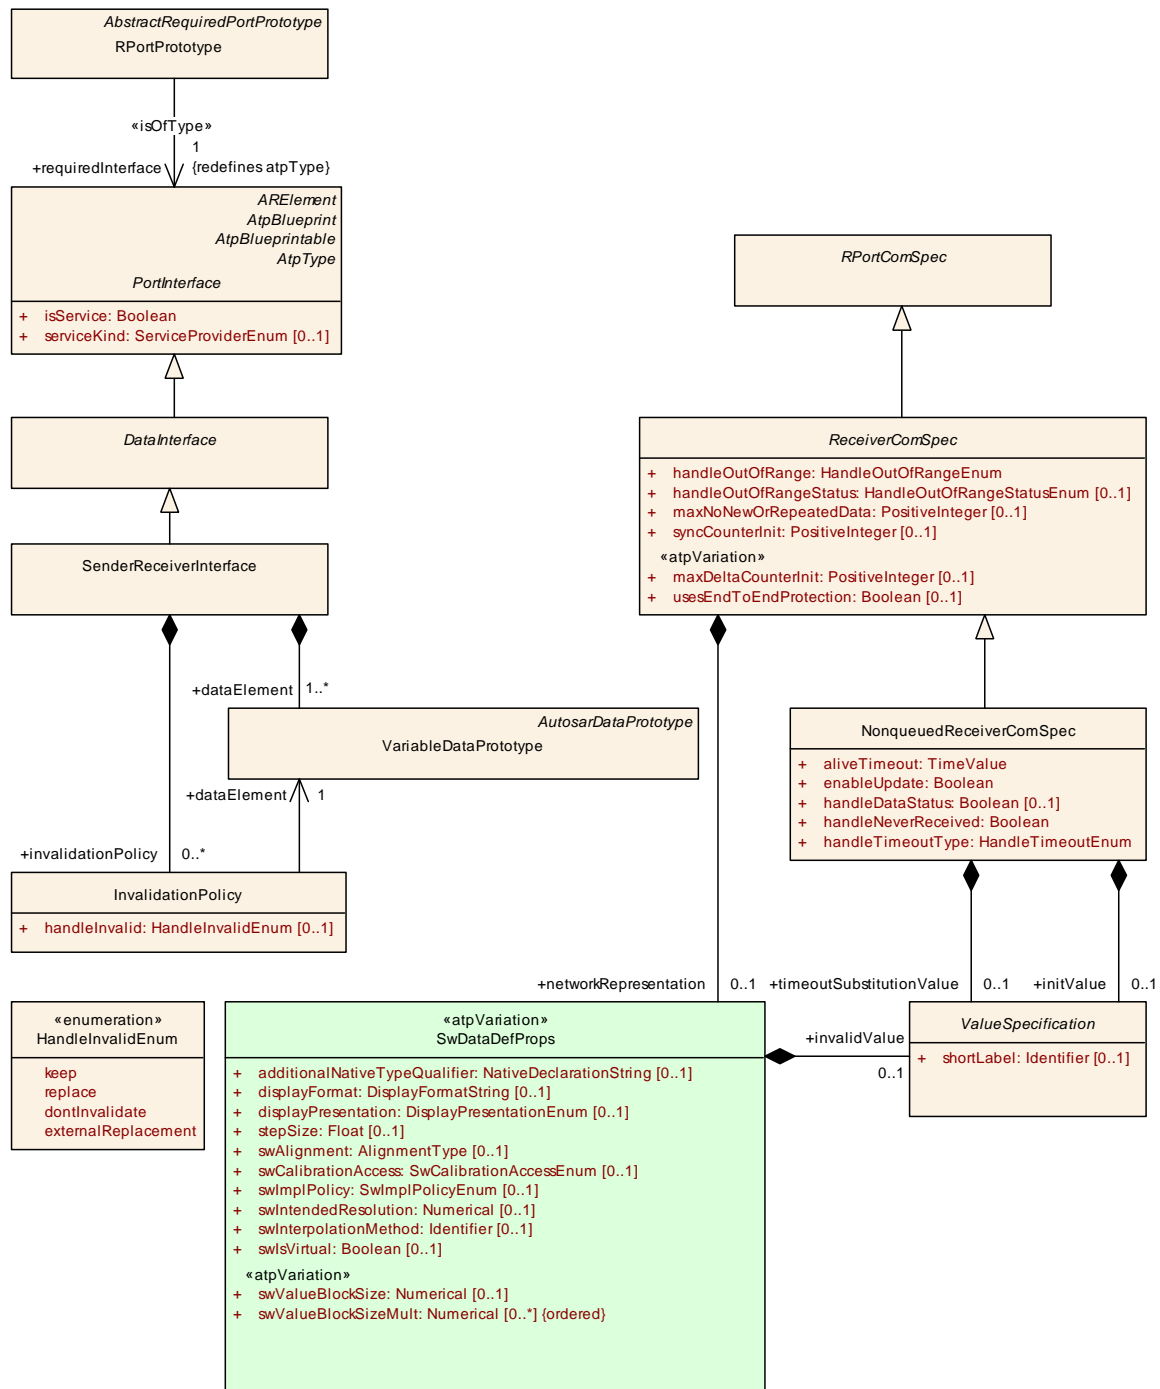 AbstractRequiredPortPrototype
RPortPrototype
«isOfType»
1
+requiredInterface
{redefines atpType}
ARElement
AtpBlueprint
AtpBlueprintable
AtpType
PortInterface
+ isService: Boolean
+ serviceKind: ServiceProviderEnum [0..1]
DataInterface
SenderReceiverInterface
+dataElement
1..*
AutosarDataPrototype
VariableDataPrototype
+dataElement
1
+invalidationPolicy
0..*
InvalidationPolicy
+ handleInvalid: HandleInvalidEnum [0..1]
«enumeration»
HandleInvalidEnum
keep
replace
dontInvalidate
externalReplacement
RPortComSpec
ReceiverComSpec
+ handleOutOfRange: HandleOutOfRangeEnum
+ handleOutOfRangeStatus: HandleOutOfRangeStatusEnum [0..1]
+ maxNoNewOrRepeatedData: PositiveInteger [0..1]
+ syncCounterInit: PositiveInteger [0..1]
«atpVariation»
+ maxDeltaCounterInit: PositiveInteger [0..1]
+ usesEndToEndProtection: Boolean [0..1]
NonqueuedReceiverComSpec
+ aliveTimeout: TimeValue
+ enableUpdate: Boolean
+ handleDataStatus: Boolean [0..1]
+ handleNeverReceived: Boolean
+ handleTimeoutType: HandleTimeoutEnum
+networkRepresentation
0..1
+timeoutSubstitutionValue
0..1
+initValue
0..1
«atpVariation»
SwDataDefProps
+ additionalNativeTypeQualifier: NativeDeclarationString [0..1]
+ displayFormat: DisplayFormatString [0..1]
+ displayPresentation: DisplayPresentationEnum [0..1]
+ stepSize: Float [0..1]
+ swAlignment: AlignmentType [0..1]
+ swCalibrationAccess: SwCalibrationAccessEnum [0..1]
+ swImplPolicy: SwImplPolicyEnum [0..1]
+ swIntendedResolution: Numerical [0..1]
+ swInterpolationMethod: Identifier [0..1]
+ swIsVirtual: Boolean [0..1]
«atpVariation»
+ swValueBlockSize: Numerical [0..1]
+ swValueBlockSizeMult: Numerical [0..*] {ordered}
+invalidValue
0..1
ValueSpecification
+ shortLabel: Identifier [0..1]